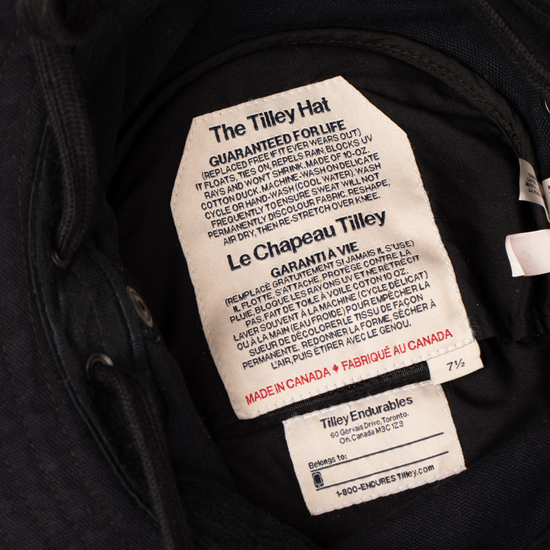 The Tilley Hat
GUARANTEED FOR LIFE
(REPLACED FREE IF IT EVER WEARS OUT)
IT FLOATS, TIES ON, REPELS RAIN, BLOCKS UV
RAYS AND WON'T SHRINK. MADE OF 10-OZ.
COTTON DUCK. MACHINE-WASH ON DELICATE
CYCLE OR HAND-WASH (COOL WATER). WASH
FREQUENTLY TO ENSURE SWEAT WILL NOT
PERMANENTLY DISCOLOUR FABRIC. RESHAPE,
AIR DRY, THEN RE-STRETCH OVER KNEE.
Le Chapeau Tilley
GARANTI A VIE
(REMPLACÉ GRATUITEMENT SI JAMAIS IL S'USE)
IL FLOTTE, S'ATTACHE, PROTÈGE CONTRE LA
PLUIE, BLOQUE LES RAYONS UV ET NE RETRÉCIT
PAS. FAIT DE TOILE À VOILE COTON 10 OZ.
LAVER SOUVENT À LA MACHINE (CYCLE DÉLICAT)
OU À LA MAIN (EAU FROIDE) POUR EMPÊCHER LA
SUEUR DE DÉCOLORER LE TISSU DE FAÇON
PERMANENTE. REDONNER LA FORME, SÉCHER À
L'AIR, PUIS ÉTIRER AVEC LE GENOU.
MADE IN CANADA FABRIQUÉ AU CANADA
7½
Tilley Endurables
60 Gervais Drive, Toronto,
On. Canada M3C 1Z3
Belongs to:
1-800-ENDURES Tilley.com